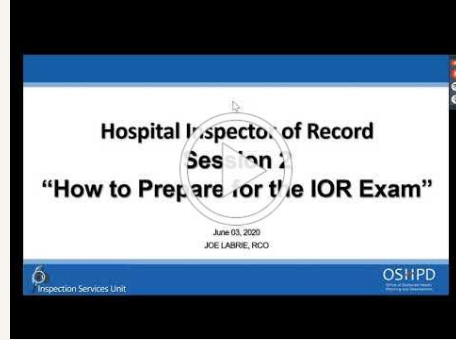 Hospital Inspector of Record
Session 2
“How to Prepare for the IOR Exam”
June 03, 2020
JOE LABRIE, RCO
Inspection Services Unit
OSHPD